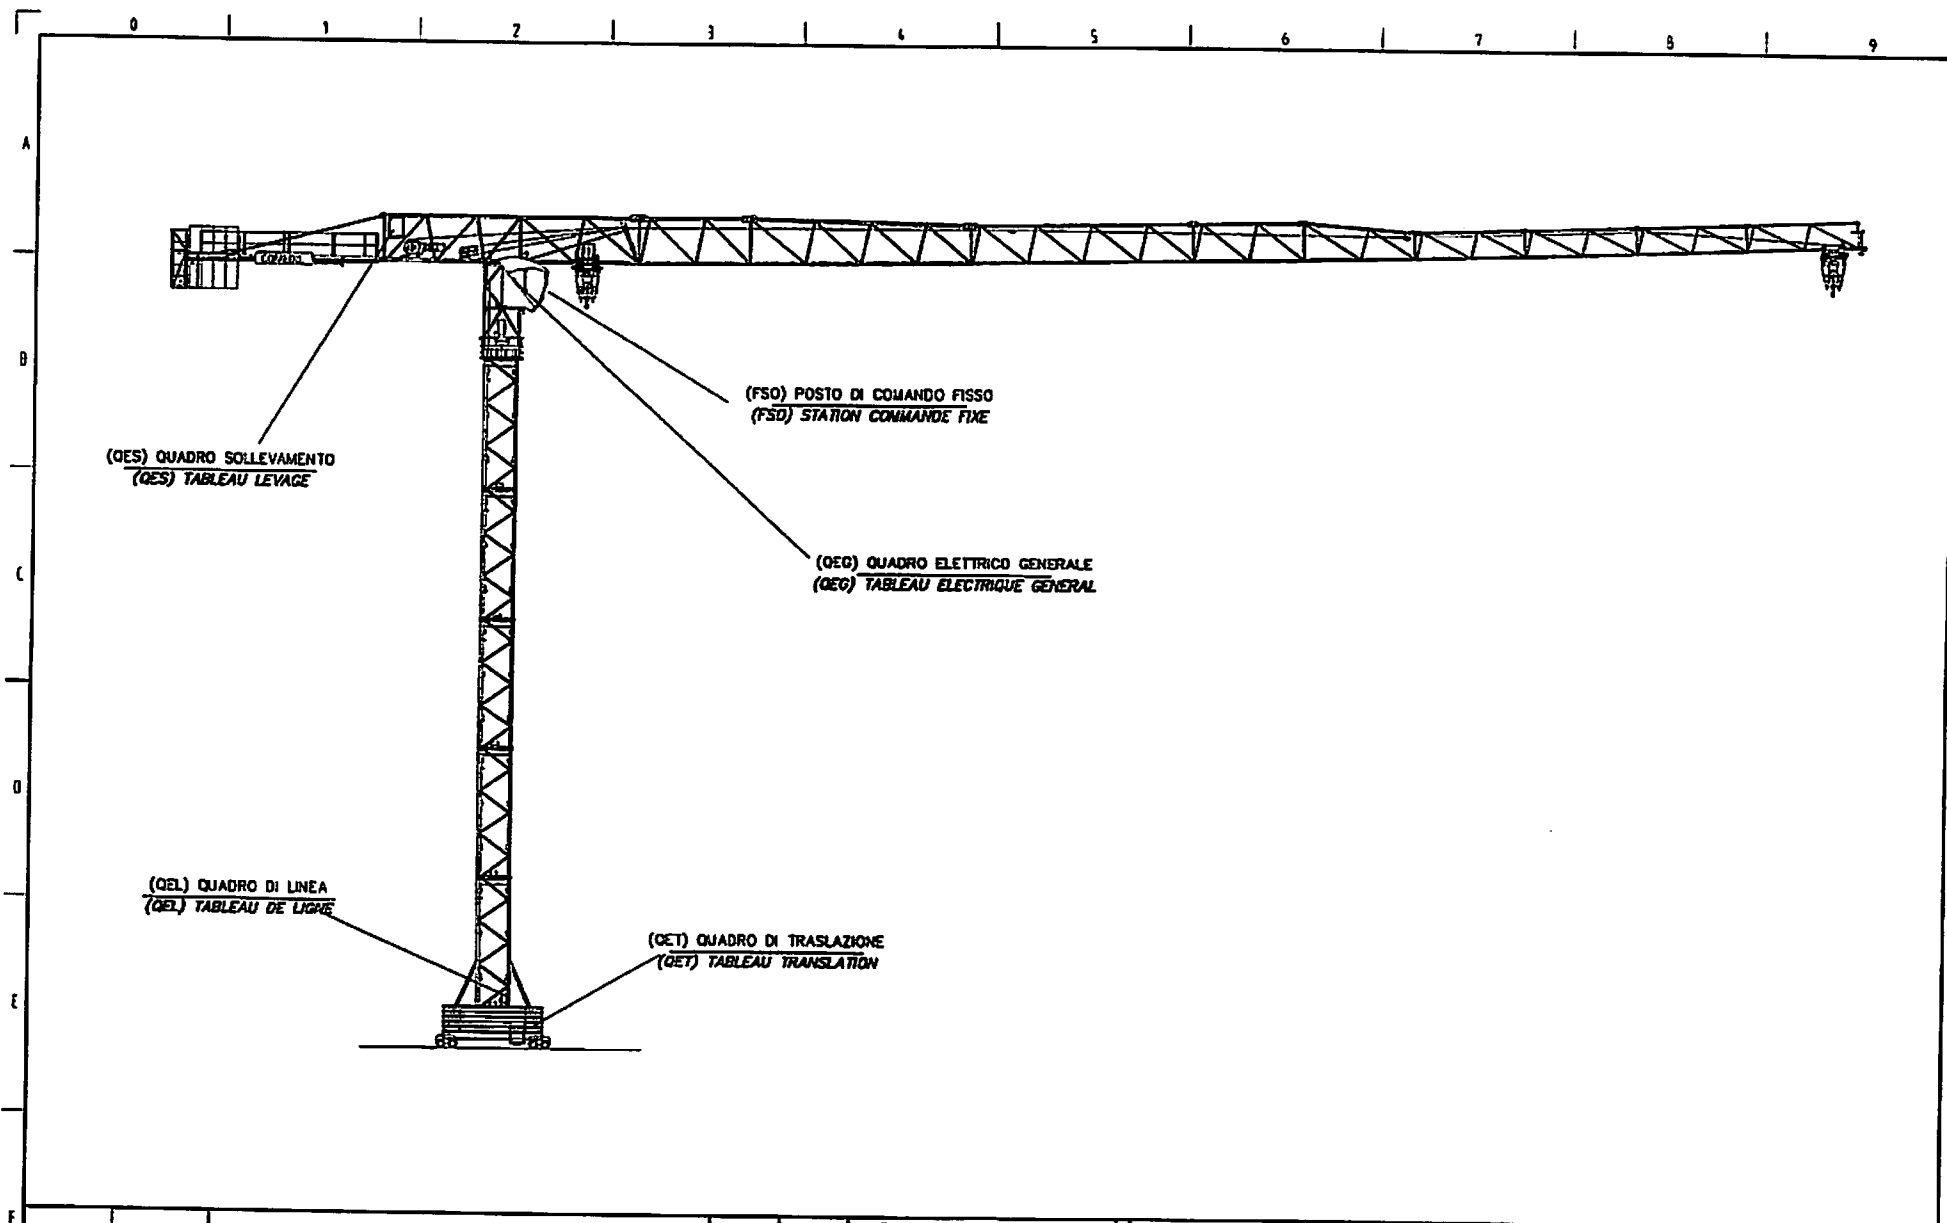 0 1 2 3 4 5 6 7 8 9
A
B
(FSO) POSTO DI COMANDO FISSO
(FSO) STATION COMMANDE FIXE
(QES) QUADRO SOLLEVAMENTO
(QES) TABLEAU LEVAGE
C
(QEG) QUADRO ELETTRICO GENERALE
(QEG) TABLEAU ELECTRIQUE GENERAL
D
(QEL) QUADRO DI LINEA
(QEL) TABLEAU DE LIGNE
(QET) QUADRO DI TRASLAZIONE
(QET) TABLEAU TRANSLATION
E
F